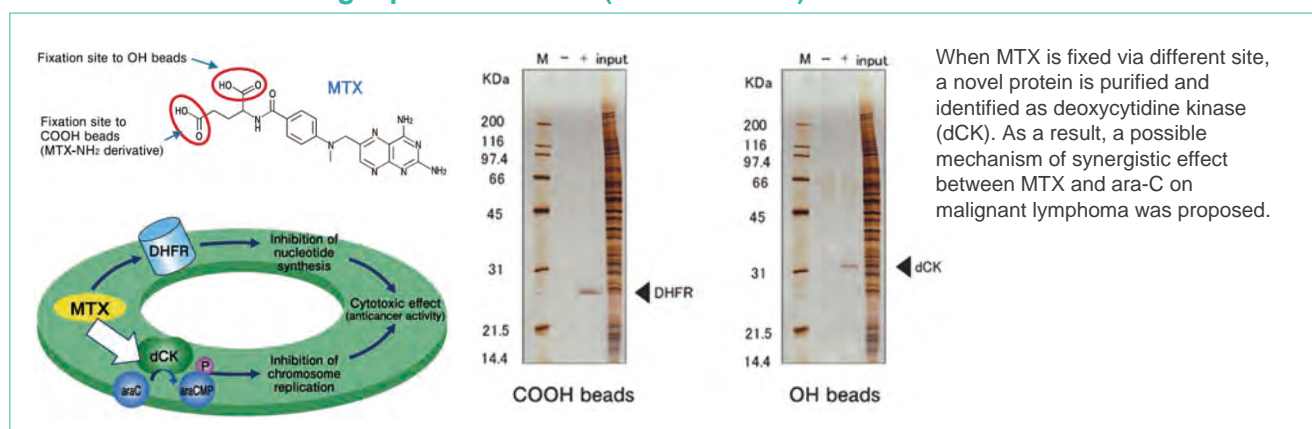 Fixation site to OH beads
Fixation site to
COOH beads
(MTX-NH₂ derivative)
HO
O
HO
O
O
N
H
MTX
N
N
N
N
N
NH₂
NH₂
DHFR
Inhibition of
nucleotide
synthesis
MTX
Cytotoxic effect
(anticancer activity)
dCK
P
araC
araCMP
Inhibition of
chromosome
replication
M − + input
KDa
200
116
97.4
66
45
31
21.5
14.4
DHFR
COOH beads
M − + input
KDa
200
116
97.4
66
45
31
21.5
14.4
dCK
OH beads
When MTX is fixed via different site,
a novel protein is purified and
identified as deoxycytidine kinase
(dCK). As a result, a possible
mechanism of synergistic effect
between MTX and ara-C on
malignant lymphoma was proposed.